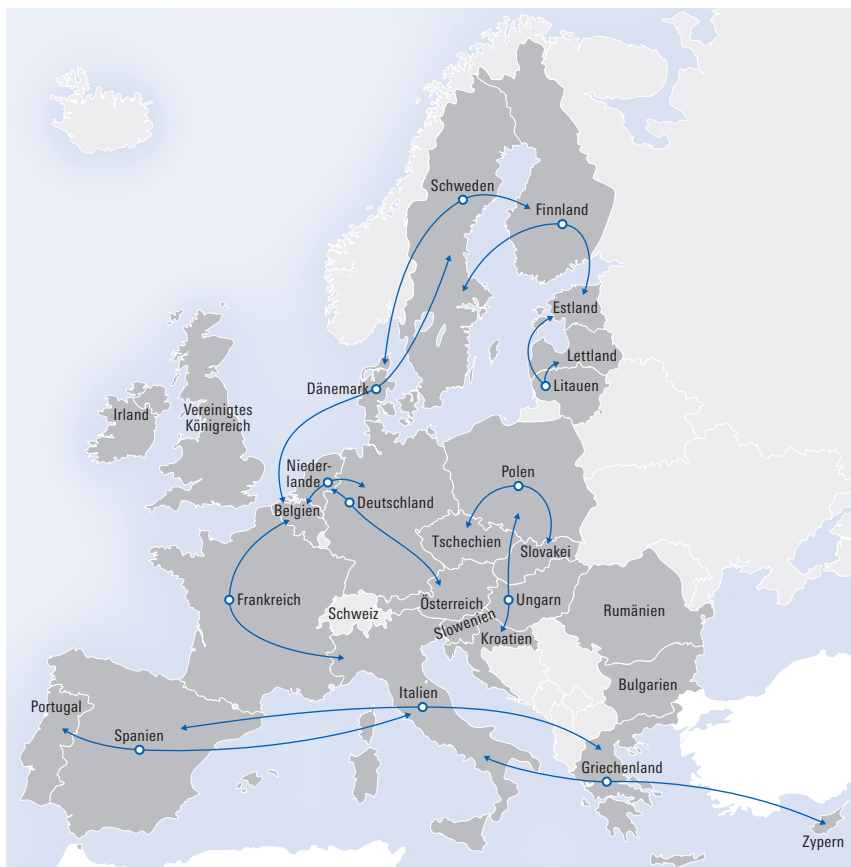 Schweden
Finnland
Estland
Lettland
Dänemark
Litauen
Irland
Vereinigtes
Königreich
Nieder-
lande
Polen
Deutschland
Belgien
Tschechien
Slovakei
Frankreich
Österreich
Ungarn
Schweiz
Slowenien
Rumänien
Kroatien
Bulgarien
Italien
Portugal
Spanien
Griechenland
Zypern